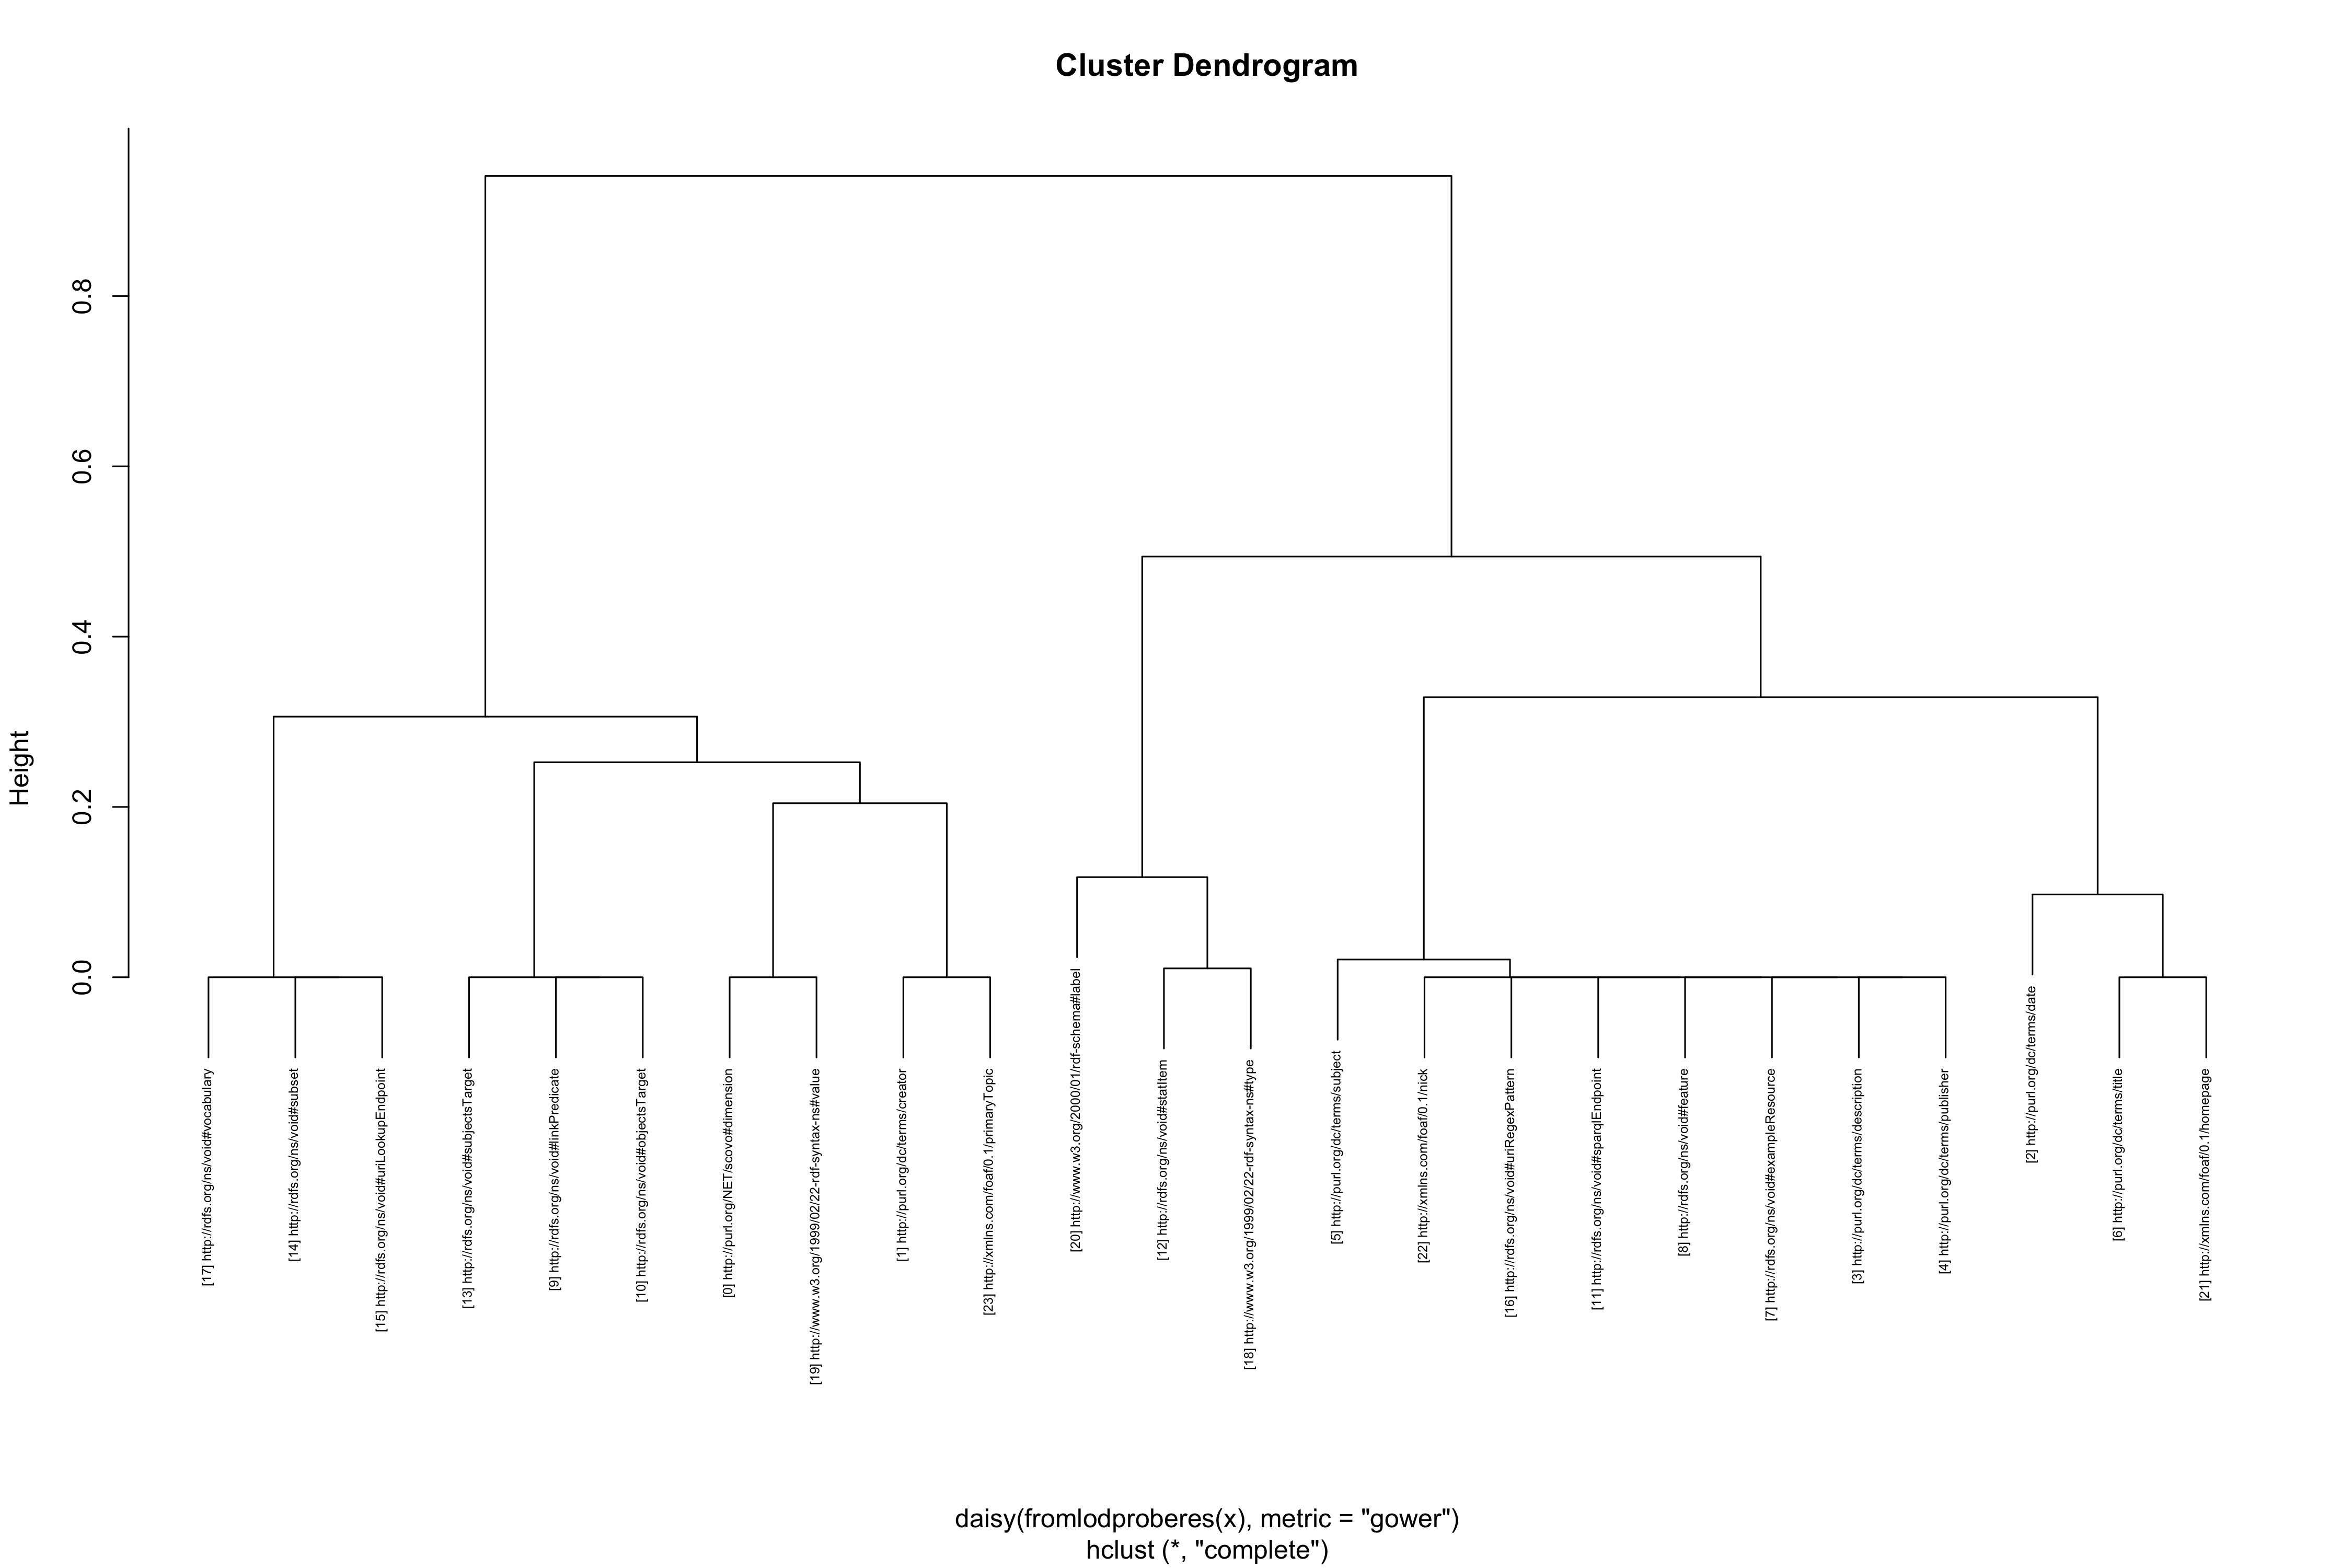 Cluster Dendrogram
Height
0.0
0.2
0.4
0.6
0.8
[17] http://rdfs.org/ns/void#vocabulary
[14] http://rdfs.org/ns/void#subset
[15] http://rdfs.org/ns/void#uriLookupEndpoint
[13] http://rdfs.org/ns/void#subjectsTarget
[9] http://rdfs.org/ns/void#linkPredicate
[10] http://rdfs.org/ns/void#objectsTarget
[0] http://purl.org/NET/scovo#dimension
[19] http://www.w3.org/1999/02/22-rdf-syntax-ns#value
[1] http://purl.org/dc/terms/creator
[23] http://xmlns.com/foaf/0.1/primaryTopic
[20] http://www.w3.org/2000/01/rdf-schema#label
[12] http://rdfs.org/ns/void#statItem
[18] http://www.w3.org/1999/02/22-rdf-syntax-ns#type
[5] http://purl.org/dc/terms/subject
[22] http://xmlns.com/foaf/0.1/nick
[16] http://rdfs.org/ns/void#uriRegexPattern
[11] http://rdfs.org/ns/void#sparqlEndpoint
[8] http://rdfs.org/ns/void#feature
[7] http://rdfs.org/ns/void#exampleResource
[3] http://purl.org/dc/terms/description
[4] http://purl.org/dc/terms/publisher
[2] http://purl.org/dc/terms/date
[6] http://purl.org/dc/terms/title
[21] http://xmlns.com/foaf/0.1/homepage
daisy(fromlodproberes(x), metric = "gower")
hclust (*, "complete")